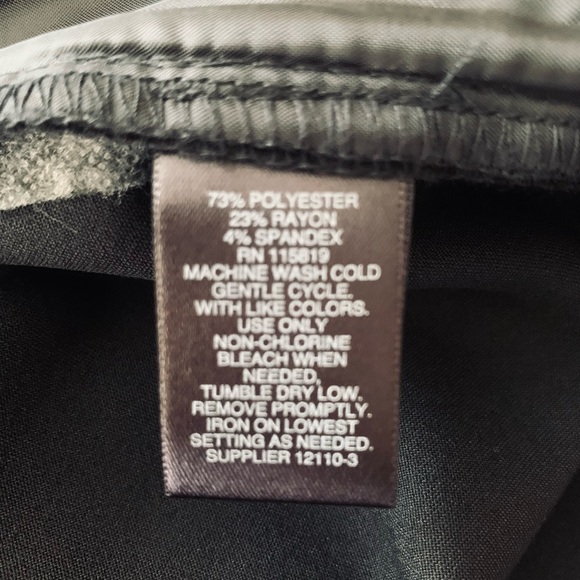 73% POLYESTER
23% RAYON
4% SPANDEX
RN 115619
MACHINE WASH COLD
GENTLE CYCLE.
WITH LIKE COLORS.
USE ONLY
NON-CHLORINE
BLEACH WHEN
NEEDED.
TUMBLE DRY LOW.
REMOVE PROMPTLY.
IRON ON LOWEST
SETTING AS NEEDED.
SUPPLIER 12110-3